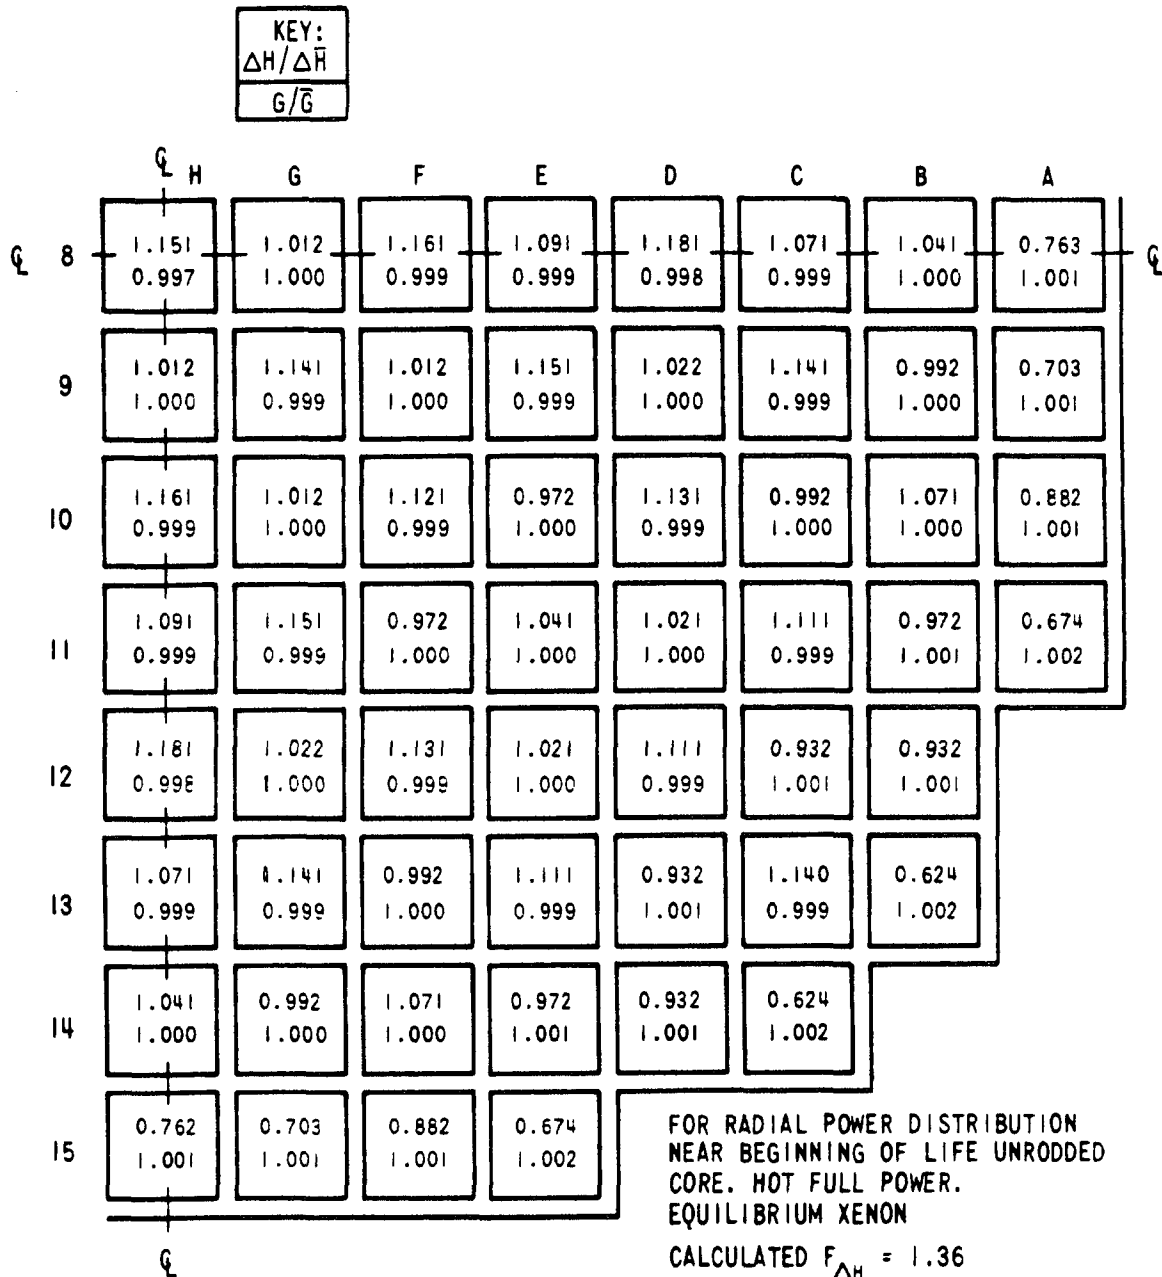 KEY:
△H/△H̅
G/G̅
℄ H G F E D C B A
℄ 8 1.151 1.012 1.161 1.091 1.181 1.071 1.041 0.763 ℄
0.997 1.000 0.999 0.999 0.998 0.999 1.000 1.001
9 1.012 1.141 1.012 1.151 1.022 1.141 0.992 0.703
1.000 0.999 1.000 0.999 1.000 0.999 1.000 1.001
10 1.161 1.012 1.121 0.972 1.131 0.992 1.071 0.882
0.999 1.000 0.999 1.000 0.999 1.000 1.000 1.001
11 1.091 1.151 0.972 1.041 1.021 1.111 0.972 0.674
0.999 0.999 1.000 1.000 1.000 0.999 1.001 1.002
12 1.181 1.022 1.131 1.021 1.111 0.932 0.932
0.998 1.000 0.999 1.000 0.999 1.001 1.001
13 1.071 1.141 0.992 1.111 0.932 1.140 0.624
0.999 0.999 1.000 0.999 1.001 0.999 1.002
14 1.041 0.992 1.071 0.972 0.932 0.624
1.000 1.000 1.000 1.001 1.001 1.002
15 0.762 0.703 0.882 0.674
1.001 1.001 1.001 1.002
℄
FOR RADIAL POWER DISTRIBUTION
NEAR BEGINNING OF LIFE UNRODDED
CORE. HOT FULL POWER.
EQUILIBRIUM XENON
CALCULATED F△H = 1.36